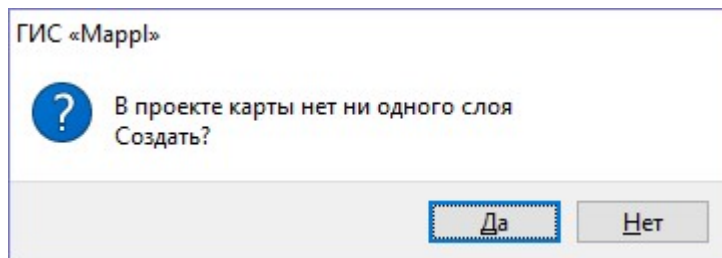 ГИС «Mappl»
В проекте карты нет ни одного слоя
Создать?
Да
Нет